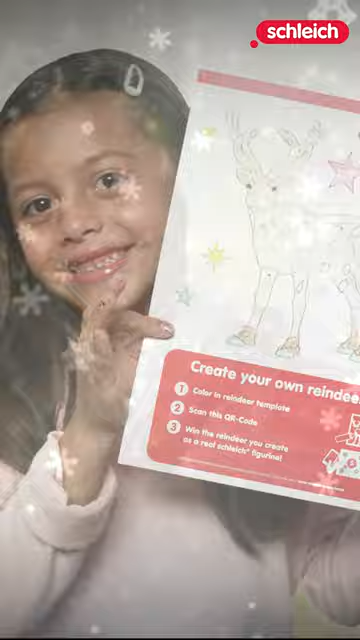 schleich
Create your own reindee
1 Color in reindeer template
2 Scan this QR-Code
3 Win the reindeer you create
as a real schleich® figurine!